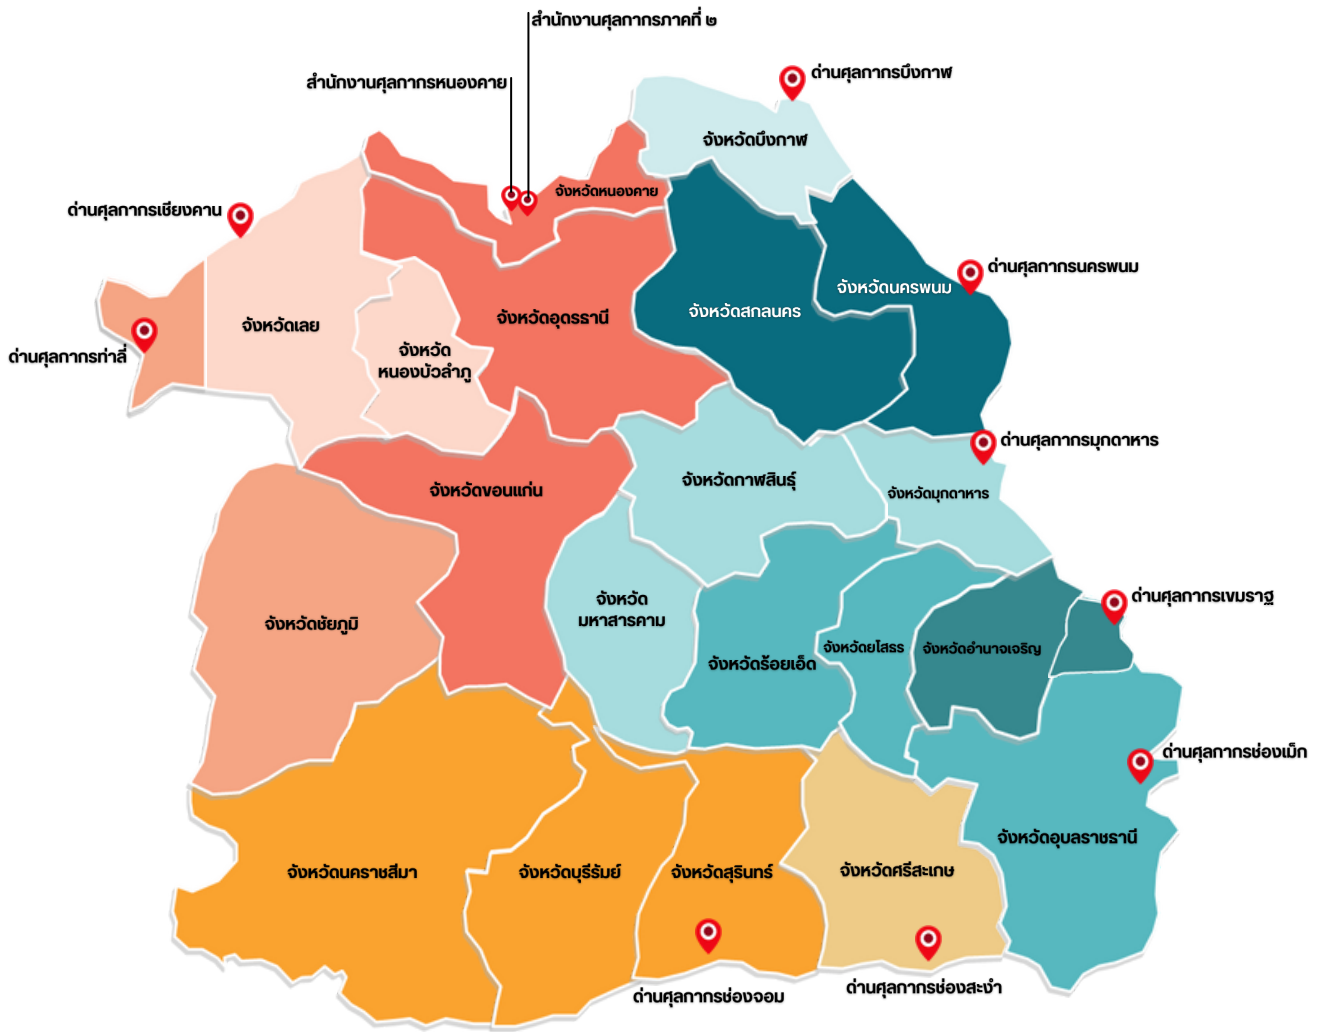 สำนักงานศุลกากรภาคที่ ๒
สำนักงานศุลกากรหนองคาย
ด่านศุลกากรบึงกาฬ
จังหวัดบึงกาฬ
จังหวัดหนองคาย
ด่านศุลกากรเชียงคาน
ด่านศุลกากรนครพนม
จังหวัดนครพนม
จังหวัดสกลนคร
จังหวัดอุดรธานี
จังหวัดเลย
ด่านศุลกากรท่าลี่
จังหวัด
หนองบัวลำภู
ด่านศุลกากรมุกดาหาร
จังหวัดกาฬสินธุ์
จังหวัดขอนแก่น
จังหวัดมุกดาหาร
ด่านศุลกากรเขมราฐ
จังหวัด
มหาสารคาม
จังหวัดชัยภูมิ
จังหวัดร้อยเอ็ด
จังหวัดยโสธร
จังหวัดอำนาจเจริญ
ด่านศุลกากรช่องเม็ก
จังหวัดอุบลราชธานี
จังหวัดนคราชสีมา
จังหวัดบุรีรัมย์
จังหวัดสุรินทร์
จังหวัดศรีสะเกษ
ด่านศุลกากรช่องจอม
ด่านศุลกากรช่องสะงำ